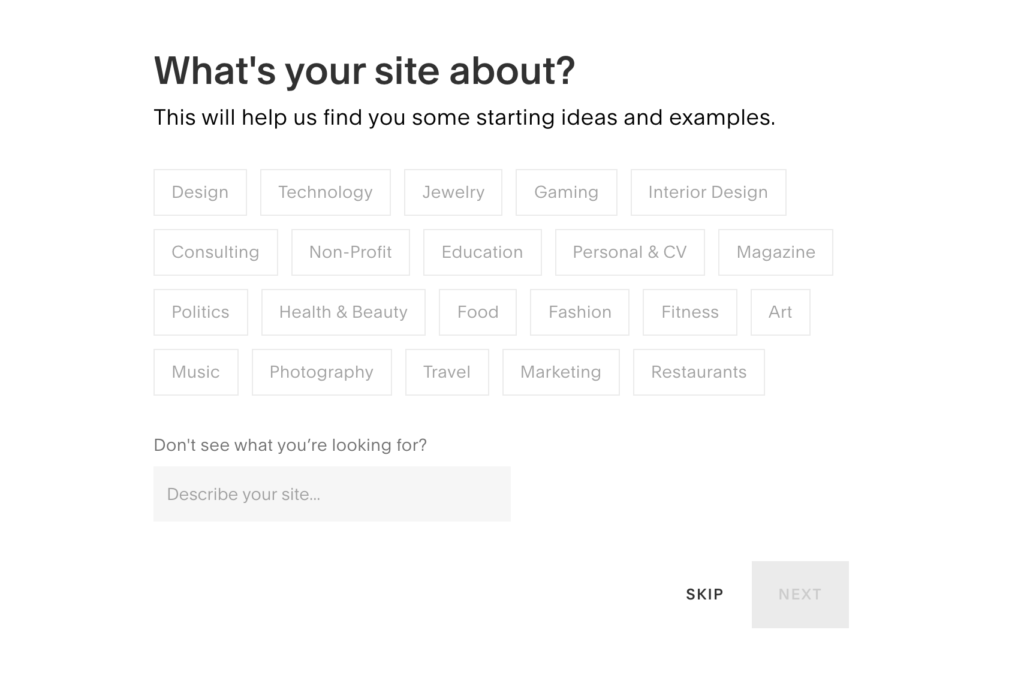 What's your site about?
This will help us find you some starting ideas and examples.
Design Technology Jewelry Gaming Interior Design
Consulting Non-Profit Education Personal & CV Magazine
Politics Health & Beauty Food Fashion Fitness Art
Music Photography Travel Marketing Restaurants
Don't see what you’re looking for?
Describe your site...
SKIP NEXT